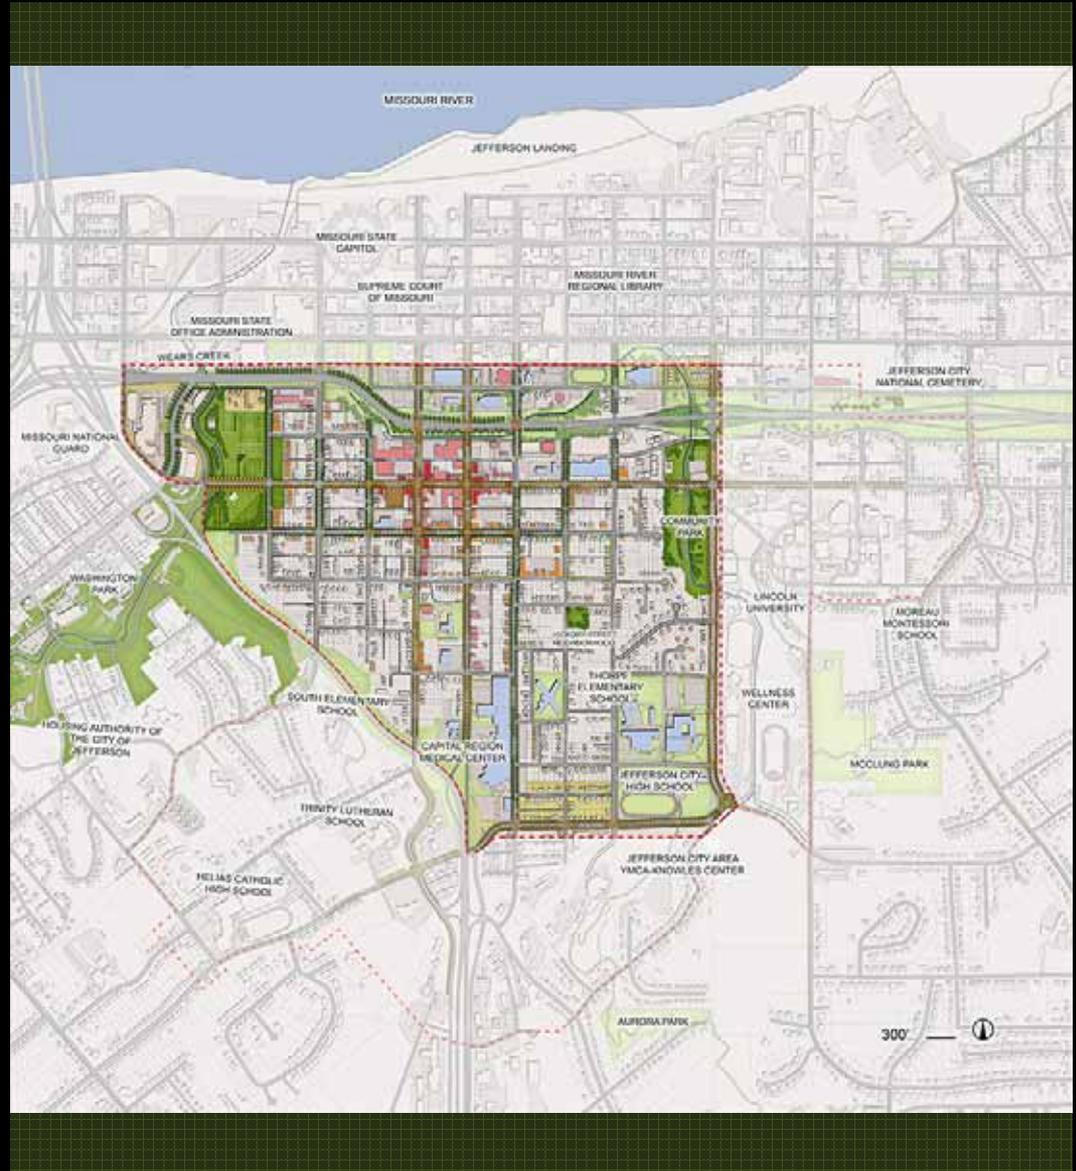 MISSOURI RIVER
JEFFERSON LANDING
MISSOURI STATE
CAPITOL
MISSOURI RIVER
REGIONAL LIBRARY
SUPREME COURT
OF MISSOURI
MISSOURI STATE
OFFICE ADMINISTRATION
WEARS CREEK
JEFFERSON CITY
NATIONAL CEMETERY
MISSOURI NATIONAL
GUARD
COMMUNITY
PARK
WASHINGTON
PARK
LINCOLN
UNIVERSITY
MOREAU
MONTESSORI
SCHOOL
HICKORY STREET
NEIGHBORHOOD
THORPE
ELEMENTARY
SCHOOL
SOUTH ELEMENTARY
SCHOOL
WELLNESS
CENTER
HOUSING AUTHORITY OF
THE CITY OF
JEFFERSON
CAPITAL REGION
MEDICAL CENTER
MCCLUNG PARK
JEFFERSON CITY
HIGH SCHOOL
TRINITY LUTHERAN
SCHOOL
JEFFERSON CITY AREA
YMCA-KNOWLES CENTER
HELIAS CATHOLIC
HIGH SCHOOL
AURORA PARK
300'